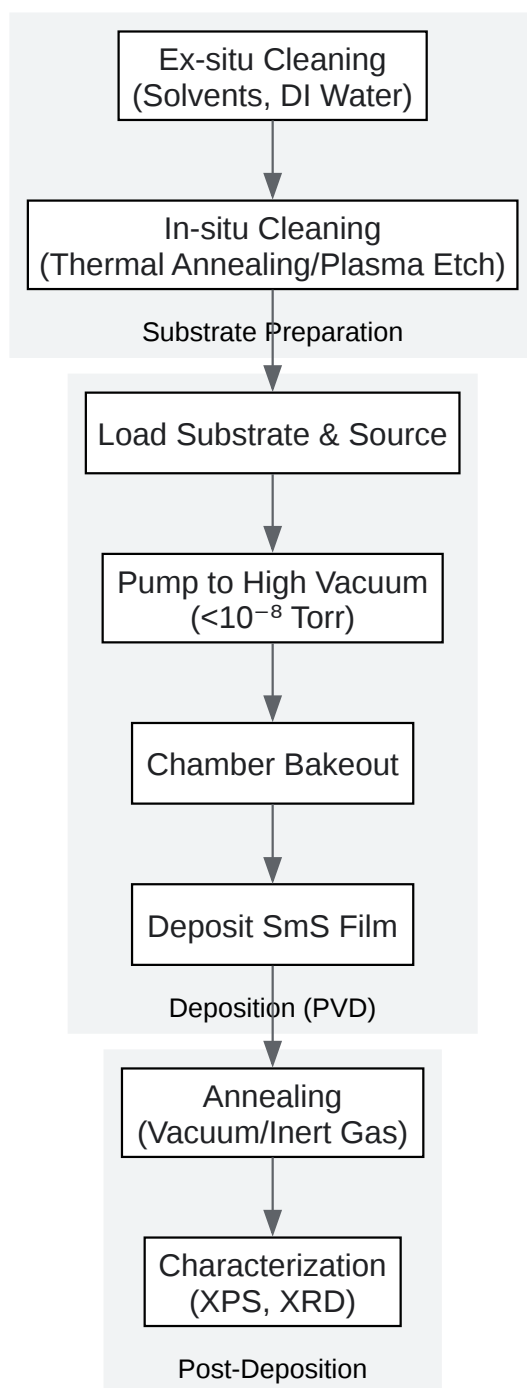 Ex-situ Cleaning
(Solvents, DI Water)
In-situ Cleaning
(Thermal Annealing/Plasma Etch)
Substrate Preparation
Load Substrate & Source
Pump to High Vacuum
(<10⁻⁸ Torr)
Chamber Bakeout
Deposit SmS Film
Deposition (PVD)
Annealing
(Vacuum/Inert Gas)
Characterization
(XPS, XRD)
Post-Deposition